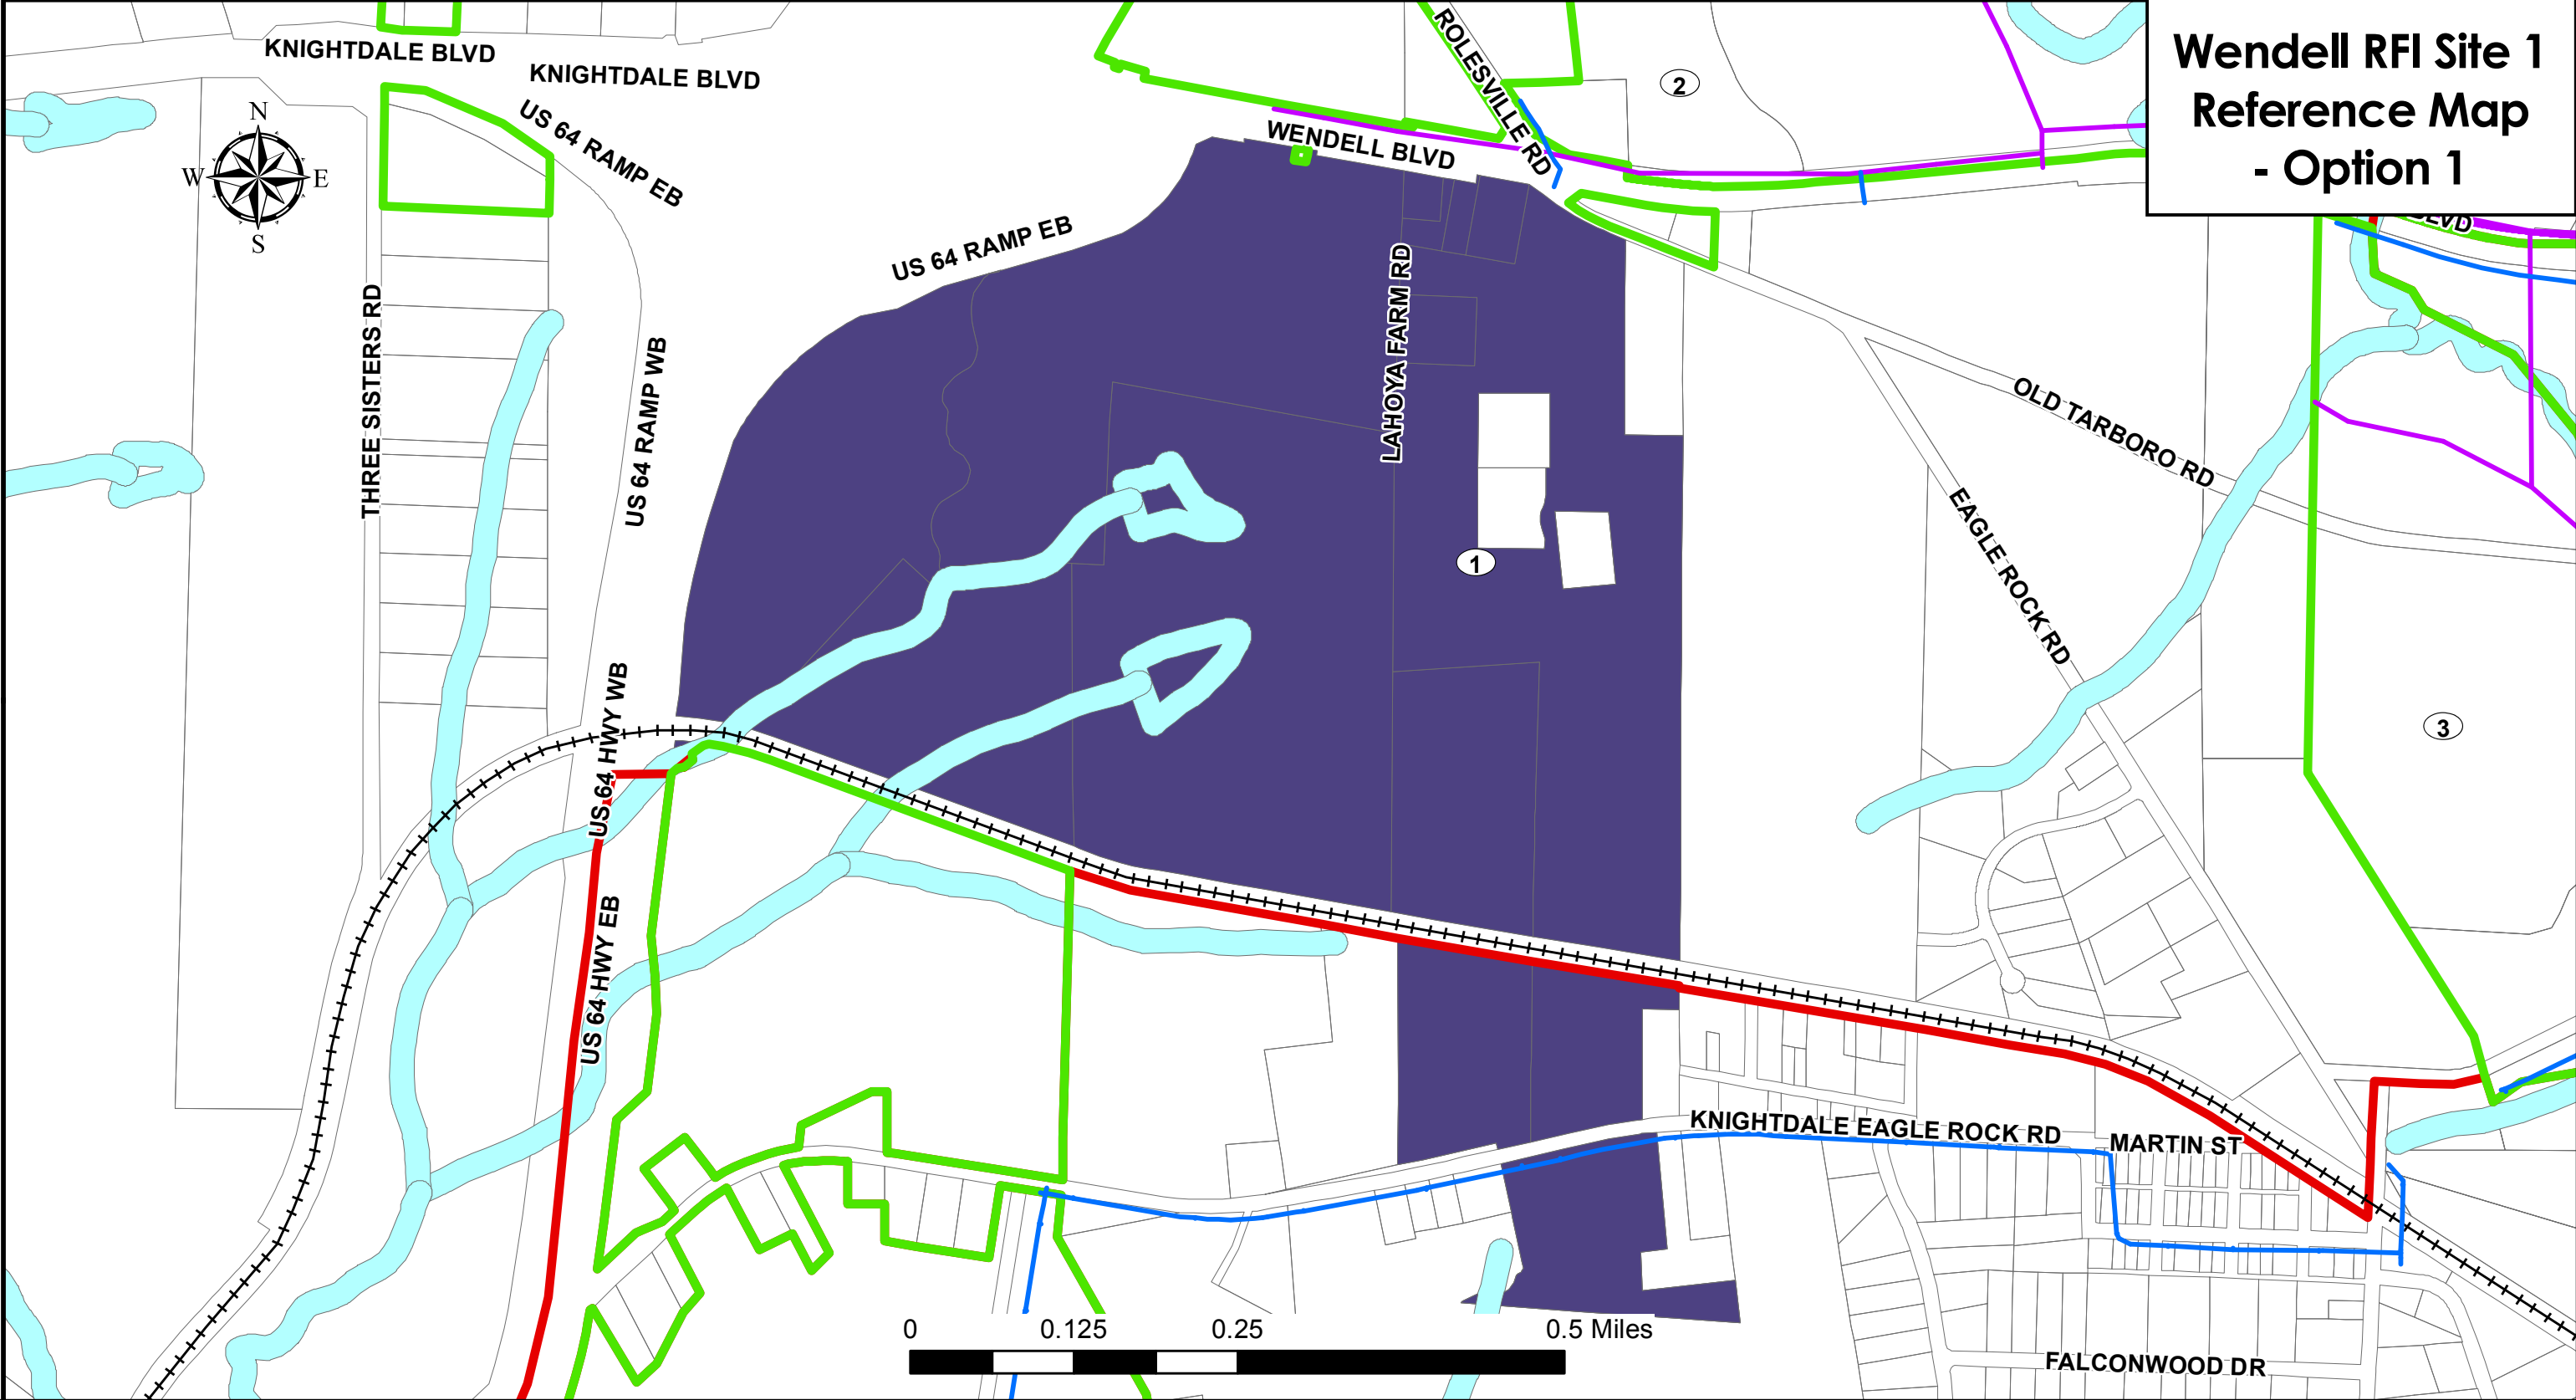 Wendell RFI Site 1
Reference Map
- Option 1
KNIGHTDALE BLVD
KNIGHTDALE BLVD
US 64 RAMP EB
N
W
E
S
ROLESVILLE RD
WENDELL BLVD
2
BLVD
US 64 RAMP EB
LAHOYA FARM RD
THREE SISTERS RD
US 64 RAMP WB
OLD TARBORO RD
EAGLE ROCK RD
1
3
US 64 HWY WB
US 64 HWY EB
KNIGHTDALE EAGLE ROCK RD
MARTIN ST
0 0.125 0.25 0.5 Miles
FALCONWOOD DR